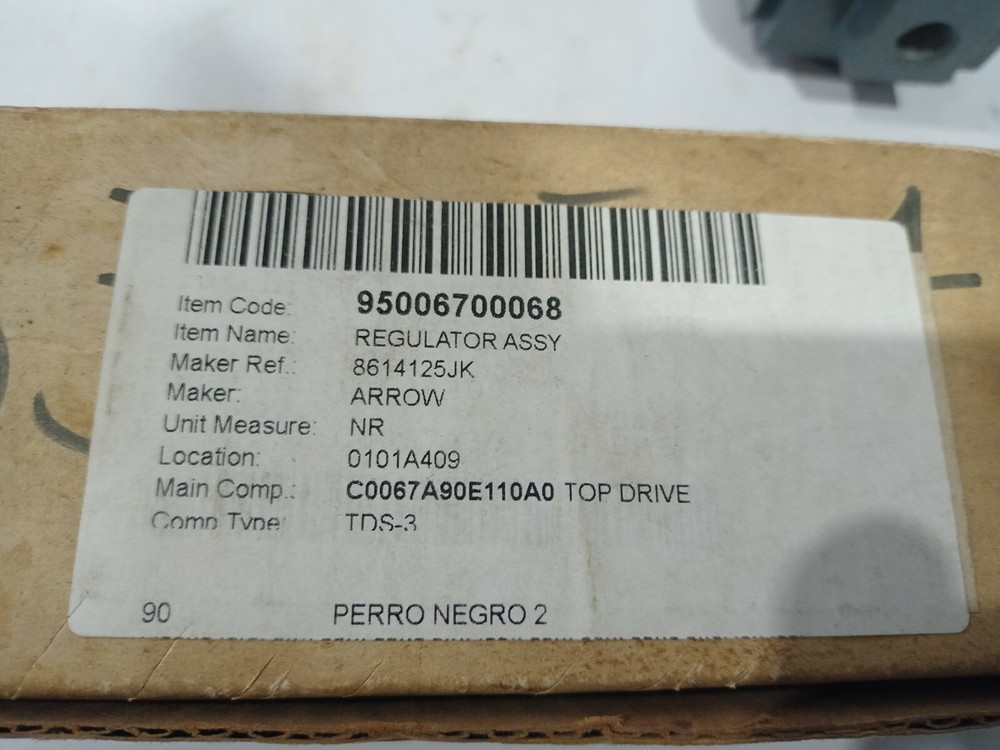 Item Code: 95006700068
Item Name: REGULATOR ASSY
Maker Ref.: 8614125JK
Maker: ARROW
Unit Measure: NR
Location: 0101A409
Main Comp.: C0067A90E110A0 TOP DRIVE
Comp Type: TDS-3
90 PERRO NEGRO 2